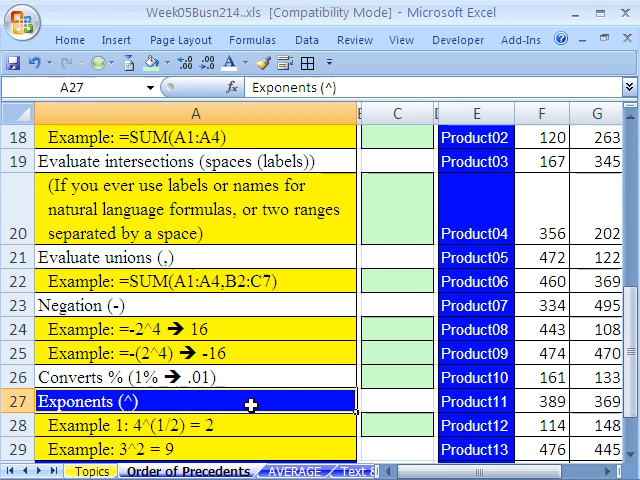 Week05Busn214..xls [Compatibility Mode] - Microsoft Excel
Home Insert Page Layout Formulas Data Review View Developer Add-Ins
A27 fx Exponents (^)
A C E F G
18 Example: =SUM(A1:A4) Product02 120 263
19 Evaluate intersections (spaces (labels)) Product03 167 345
(If you ever use labels or names for
natural language formulas, or two ranges
20 separated by a space) Product04 356 202
21 Evaluate unions (,) Product05 472 122
22 Example: =SUM(A1:A4,B2:C7) Product06 460 369
23 Negation (-) Product07 334 495
24 Example: =-2^4 ➔ 16 Product08 443 108
25 Example: =-(2^4) ➔ -16 Product09 474 470
26 Converts % (1% ➔ .01) Product10 161 133
27 Exponents (^) Product11 389 369
28 Example 1: 4^(1/2) = 2 Product12 114 148
29 Example: 3^2 = 9 Product13 476 445
Topics Order of Precedents AVERAGE Text